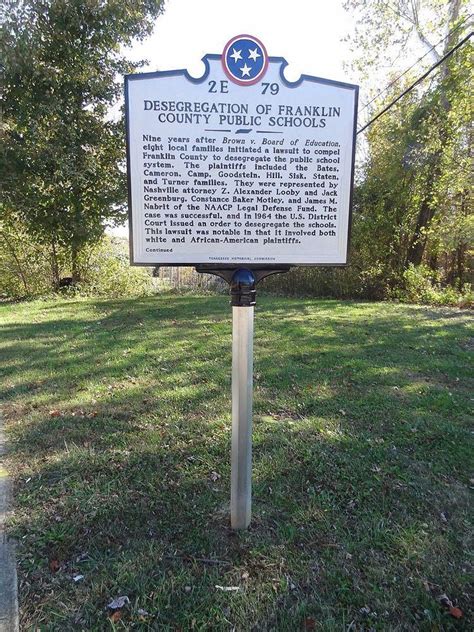 2E 79
DESEGREGATION OF FRANKLIN
COUNTY PUBLIC SCHOOLS
Nine years after Brown v. Board of Education,
eight local families initiated a lawsuit to compel
Franklin County to desegregate the public school
system. The plaintiffs included the Bates,
Cameron, Camp, Goodstein, Hill, Sisk, Staten,
and Turner families. They were represented by
Nashville attorney Z. Alexander Looby and Jack
Greenburg, Constance Baker Motley, and James M.
Nabrit of the NAACP Legal Defense Fund. The
case was successful, and in 1964 the U.S. District
Court issued an order to desegregate the schools.
This lawsuit was notable in that it involved both
white and African-American plaintiffs.
Continued
TENNESSEE HISTORICAL COMMISSION